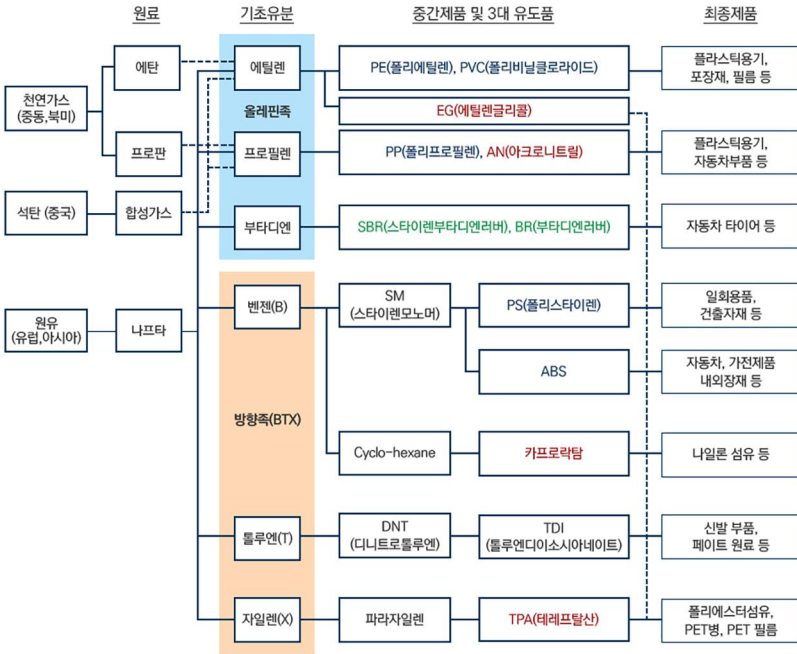 원료
기초유분
중간제품 및 3대 유도품
최종제품
천연가스
(중동,북미)
에탄
에틸렌
PE(폴리에틸렌), PVC(폴리비닐클로라이드)
플라스틱용기,
포장재, 필름 등
올레핀족
EG(에틸렌글리콜)
프로판
프로필렌
PP(폴리프로필렌), AN(아크로니트릴)
플라스틱용기,
자동차부품 등
석탄 (중국)
합성가스
부타디엔
SBR(스타이렌부타디엔러버), BR(부타디엔러버)
자동차 타이어 등
원유
(유럽,아시아)
나프타
벤젠(B)
SM
(스타이렌모노머)
PS(폴리스타이렌)
일회용품,
건출자재 등
ABS
자동차, 가전제품
내외장재 등
방향족(BTX)
Cyclo-hexane
카프로락탐
나일론 섬유 등
톨루엔(T)
DNT
(디니트로톨루엔)
TDI
(톨루엔디이소시아네이트)
신발 부품,
페이트 원료 등
자일렌(X)
파라자일렌
TPA(테레프탈산)
폴리에스터섬유,
PET병, PET 필름